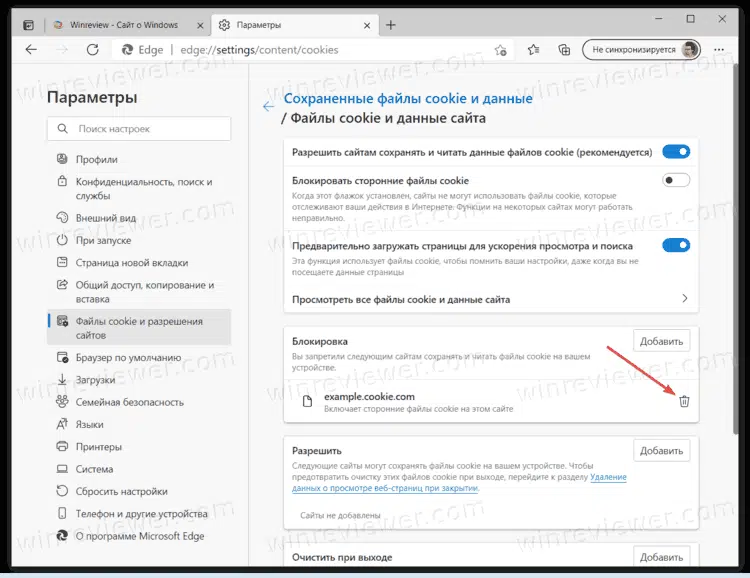 Winreview - Сайт о Windows
Параметры
Edge | edge://settings/content/cookies
Не синхронизируется
Параметры
Поиск настроек
Профили
Конфиденциальность, поиск и
службы
Внешний вид
При запуске
Страница новой вкладки
Общий доступ, копирование и
вставка
Файлы cookie и разрешения
сайтов
Браузер по умолчанию
Загрузки
Семейная безопасность
Языки
Принтеры
Система
Сбросить настройки
Телефон и другие устройства
О программе Microsoft Edge
Сохраненные файлы cookie и данные
/ Файлы cookie и данные сайта
Разрешить сайтам сохранять и читать данные файлов cookie (рекомендуется)
Блокировать сторонние файлы cookie
Когда этот флажок установлен, сайты не могут использовать файлы cookie, которые
отслеживают ваши действия в Интернете. Функции на некоторых сайтах могут работать
неправильно.
Предварительно загружать страницы для ускорения просмотра и поиска
Эта функция использует файлы cookie, чтобы помнить ваши настройки, даже когда вы не
посещаете данные страницы
Просмотреть все файлы cookie и данные сайта
Блокировка
Добавить
Вы запретили следующим сайтам сохранять и читать файлы cookie на вашем
устройстве.
example.cookie.com
Включает сторонние файлы cookie на этом сайте
Разрешить
Добавить
Следующие сайты могут сохранять файлы cookie на вашем устройстве. Чтобы
предотвратить очистку этих файлов cookie при выходе, перейдите к разделу Удаление
данных о просмотре веб-страниц при закрытии.
Сайты не добавлены
Очистить при выходе
Добавить
winreviewer.com
winreviewer.com
winreviewer.com
winreviewer.com
winreviewer.com
winreviewer.com
winreviewer.com
winreviewer.com